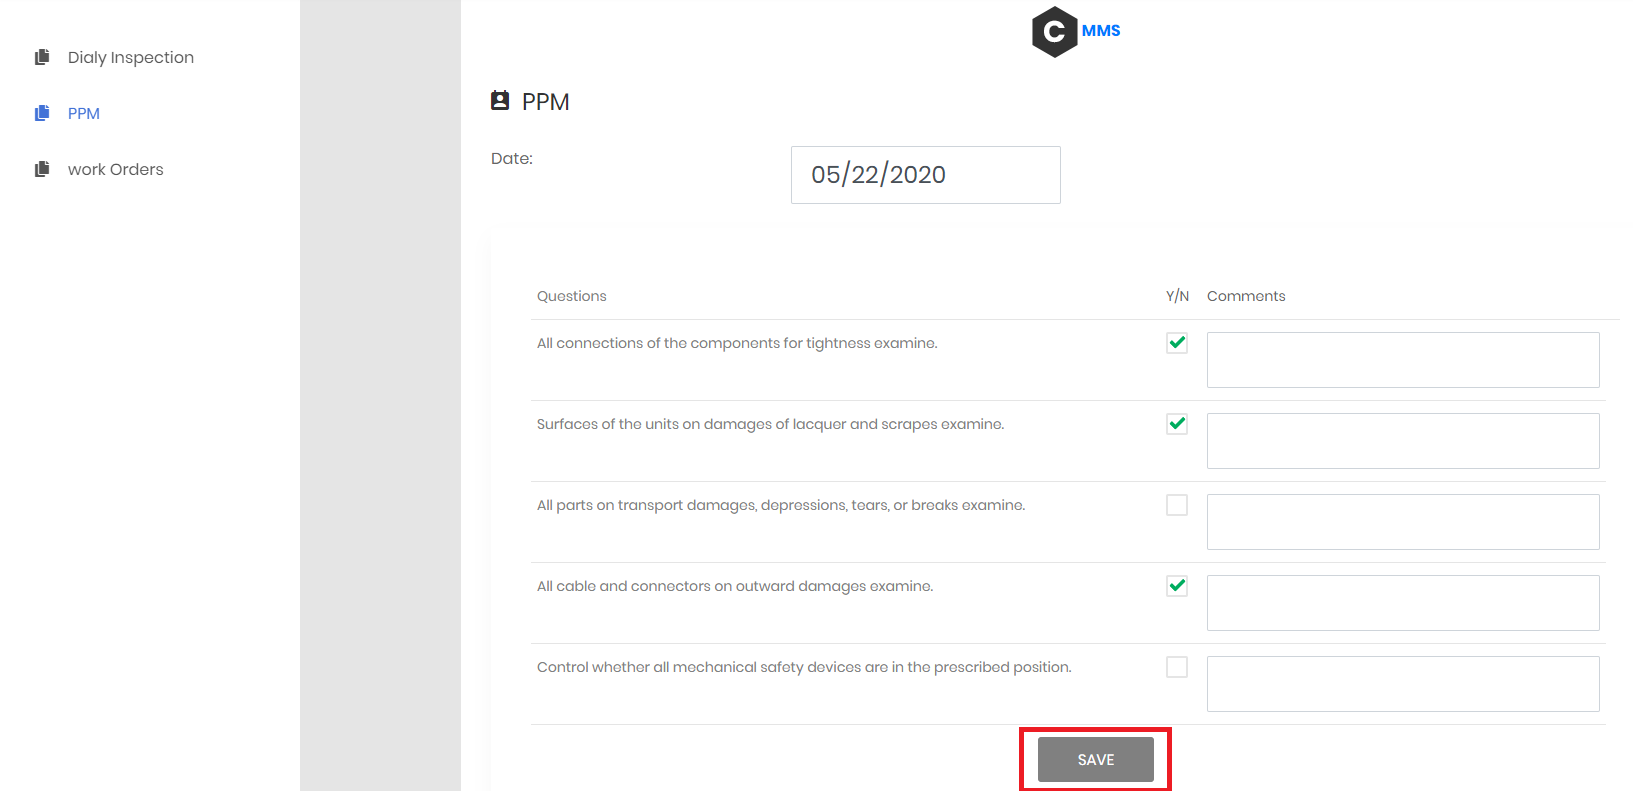 C MMS
Dialy Inspection
PPM
work Orders
PPM
Date:
05/22/2020
Questions Y/N Comments
All connections of the components for tightness examine.
Surfaces of the units on damages of lacquer and scrapes examine.
All parts on transport damages, depressions, tears, or breaks examine.
All cable and connectors on outward damages examine.
Control whether all mechanical safety devices are in the prescribed position.
SAVE